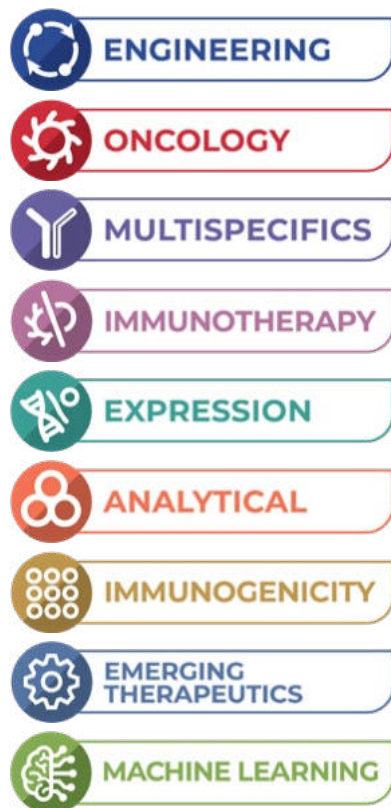 ENGINEERING
ONCOLOGY
MULTISPECIFICS
IMMUNOTHERAPY
EXPRESSION
ANALYTICAL
IMMUNOGENICITY
EMERGING
THERAPEUTICS
MACHINE LEARNING